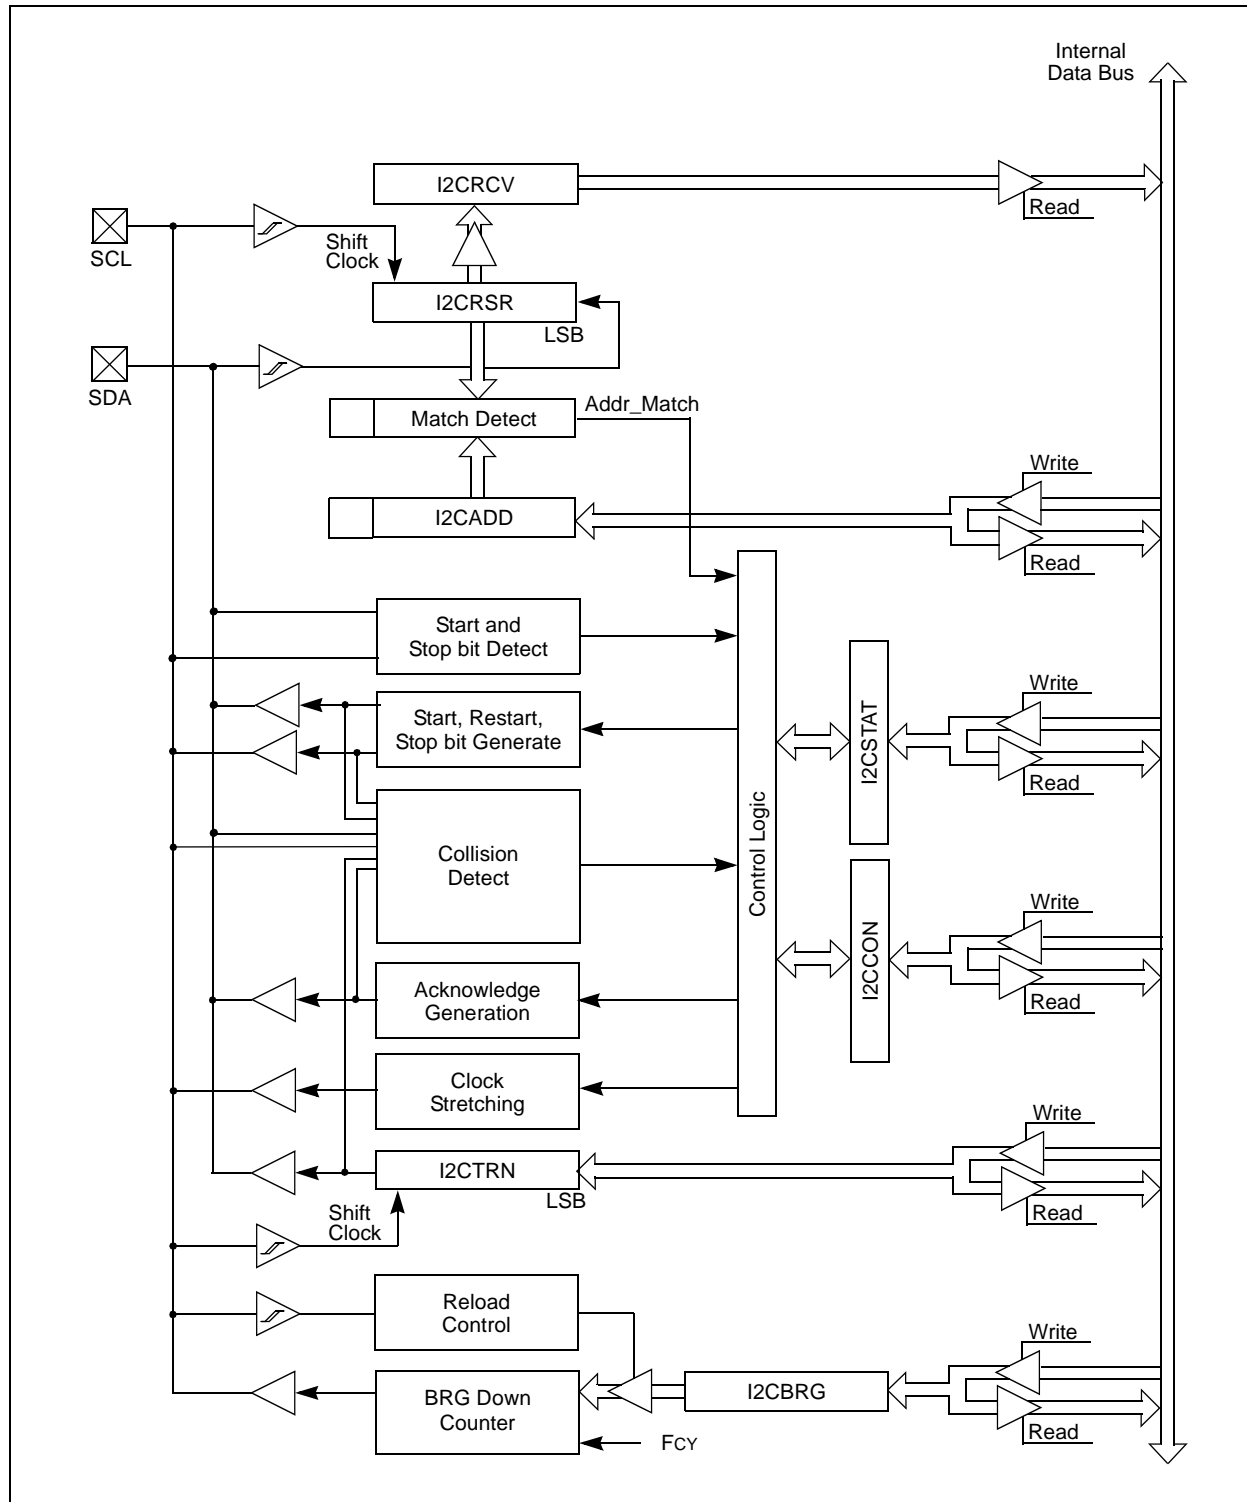 Internal
Data Bus
I2CRCV
Read
SCL
Shift
Clock
I2CRSR
LSB
SDA
Addr_Match
Match Detect
Write
I2CADD
Read
Start and
Stop bit Detect
Write
Start, Restart,
Stop bit Generate
I2CSTAT
Read
Control Logic
Collision
Detect
Write
I2CCON
Acknowledge
Generation
Read
Clock
Stretching
Write
I2CTRN
LSB
Shift
Clock
Read
Reload
Control
Write
I2CBRG
BRG Down
Counter
Read
FCY